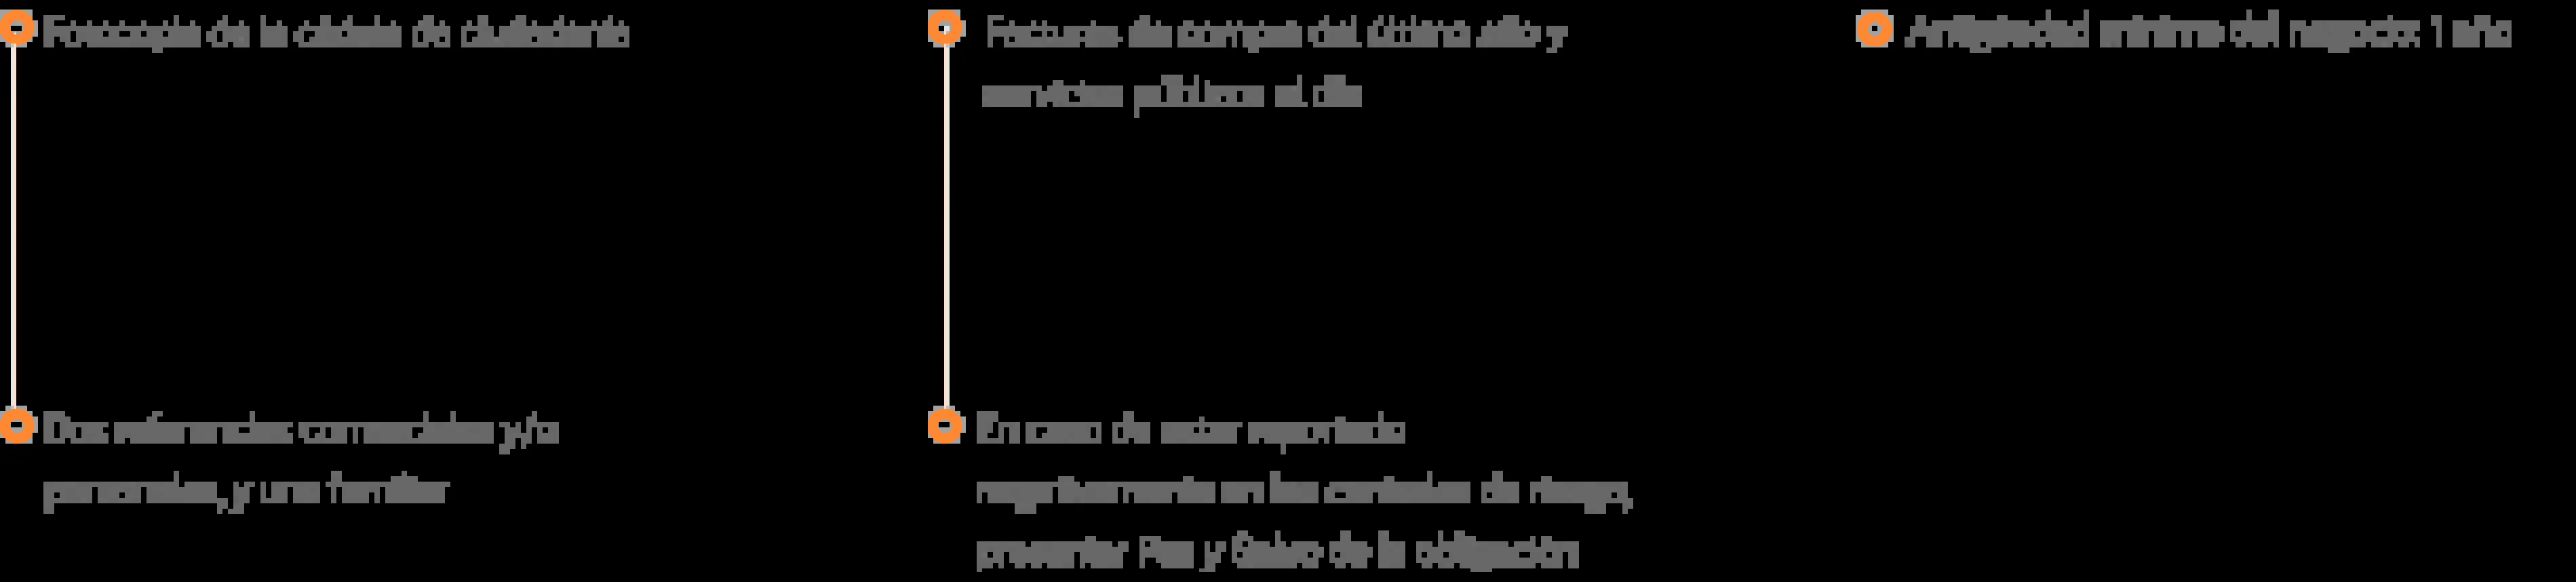 Fotocopia de la cédula de ciudadanía
Dos referencias comerciales y/o
personales, y una familiar
Facturas de compra del último año y
servicios públicos al día
En caso de estar reportado
negativamente en las centrales de riesgo,
presentar Paz y Salvo de la obligación
Antigüedad mínima del negocio: 1 año